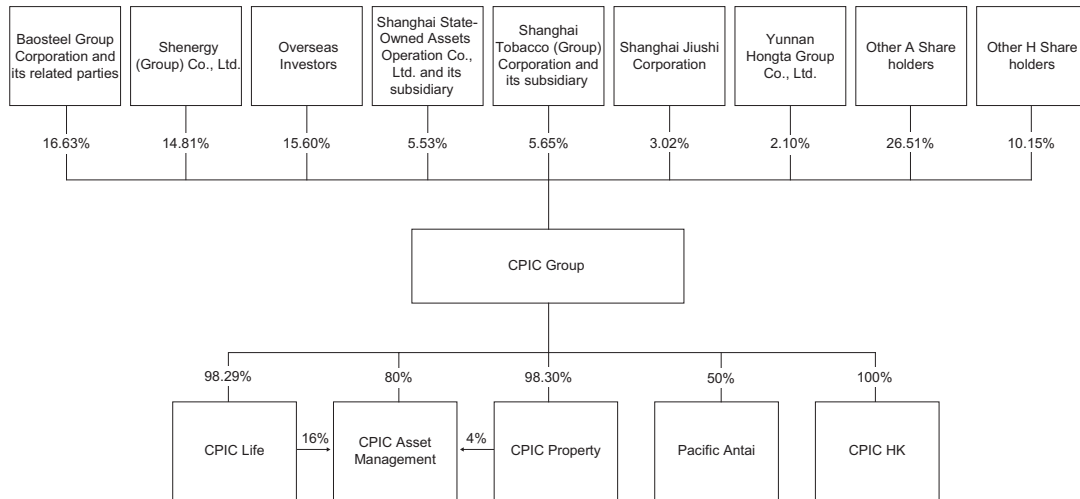 Baosteel Group
Corporation and
its related parties
Shenergy
(Group) Co., Ltd.
Overseas
Investors
Shanghai State-
Owned Assets
Operation Co.,
Ltd. and its
subsidiary
Shanghai
Tobacco (Group)
Corporation and
its subsidiary
Shanghai Jiushi
Corporation
Yunnan
Hongta Group
Co., Ltd.
Other A Share
holders
Other H Share
holders
16.63%
14.81%
15.60%
5.53%
5.65%
3.02%
2.10%
26.51%
10.15%
CPIC Group
98.29%
80%
98.30%
50%
100%
CPIC Life
16%
CPIC Asset
Management
4%
CPIC Property
Pacific Antai
CPIC HK